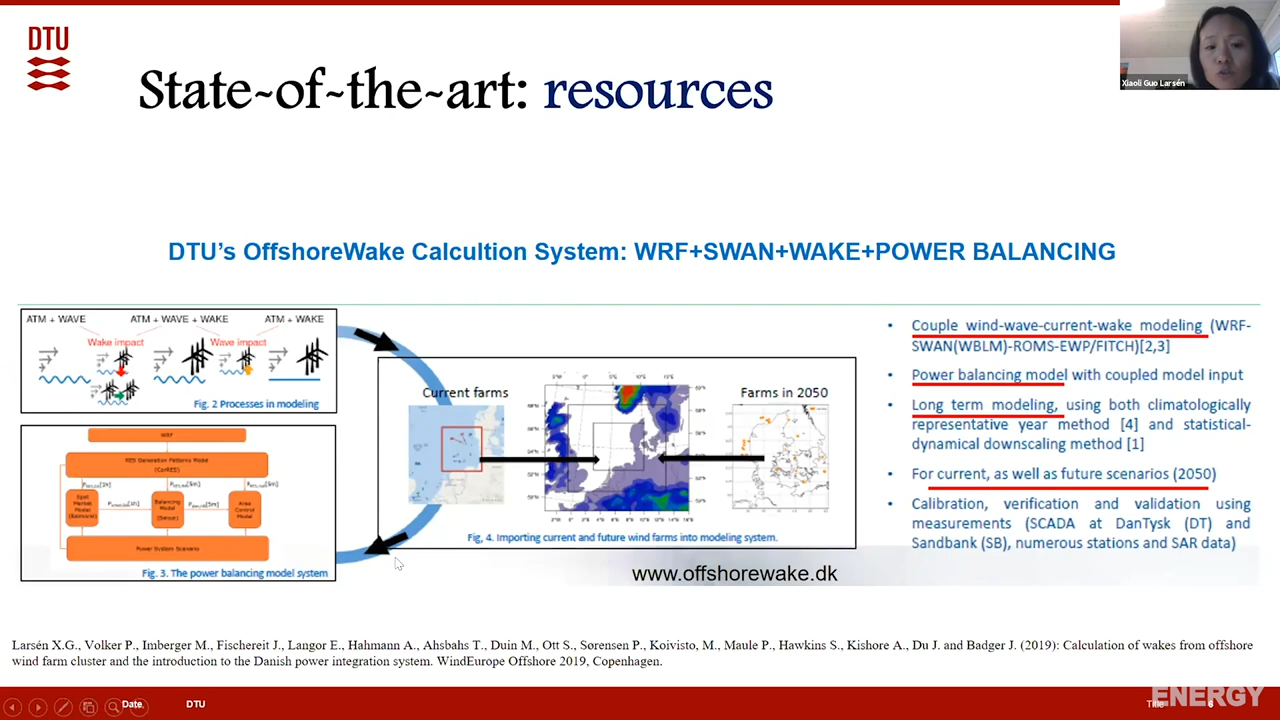 DTU
Xiaoli Guo Larsén
State-of-the-art: resources
DTU's OffshoreWake Calcultion System: WRF+SWAN+WAKE+POWER BALANCING
ATM + WAVE
ATM + WAVE + WAKE
ATM + WAKE
Wake impact
Wave impact
Fig. 2 Processes in modeling
WRF
RES Generation Patterns Model
(CorRES)
Spot
Market
Model
(Balmorel)
Balancing
Model
(Simba)
Area
Control
Model
Power System Scenario
Fig. 3. The power balancing model system
Current farms
Farms in 2050
Fig, 4. Importing current and future wind farms into modeling system.
www.offshorewake.dk
• Couple wind-wave-current-wake modeling (WRF-
SWAN(WBLM)-ROMS-EWP/FITCH)[2,3]
• Power balancing model with coupled model input
• Long term modeling, using both climatologically
representative year method [4] and statistical-
dynamical downscaling method [1]
• For current, as well as future scenarios (2050)
• Calibration, verification and validation using
measurements (SCADA at DanTysk (DT) and
Sandbank (SB), numerous stations and SAR data)
Larsén X.G., Volker P., Imberger M., Fischereit J., Langor E., Hahmann A., Ahsbahs T., Duin M., Ott S., Sørensen P., Koivisto, M., Maule P., Hawkins S., Kishore A., Du J. and Badger J. (2019): Calculation of wakes from offshore
wind farm cluster and the introduction to the Danish power integration system. WindEurope Offshore 2019, Copenhagen.
Date
DTU
Title
6
ENERGY